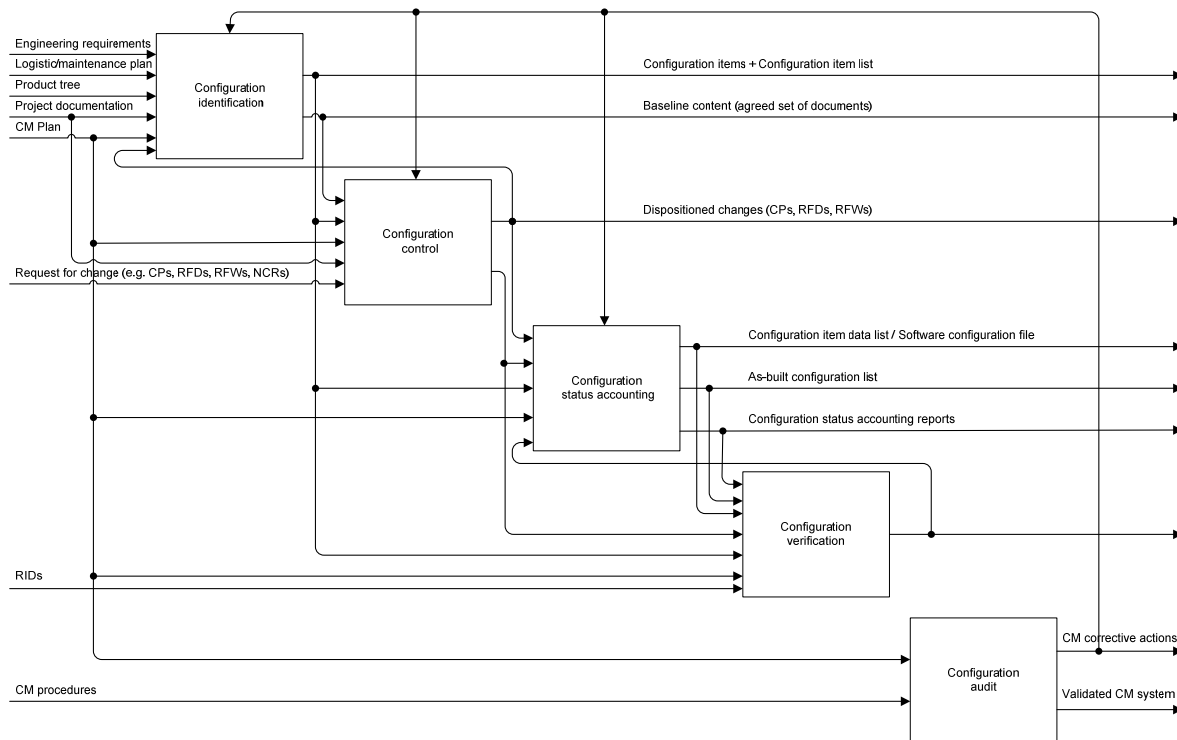 Engineering requirements
Logistic/maintenance plan
Product tree
Project documentation
CM Plan
Configuration
identification
Configuration items + Configuration item list
Baseline content (agreed set of documents)
Configuration
control
Dispositioned changes (CPs, RFDs, RFWs)
Request for change (e.g. CPs, RFDs, RFWs, NCRs)
Configuration
status accounting
Configuration item data list / Software configuration file
As-built configuration list
Configuration status accounting reports
Configuration
verification
RIDs
Configuration
audit
CM corrective actions
CM procedures
Validated CM system